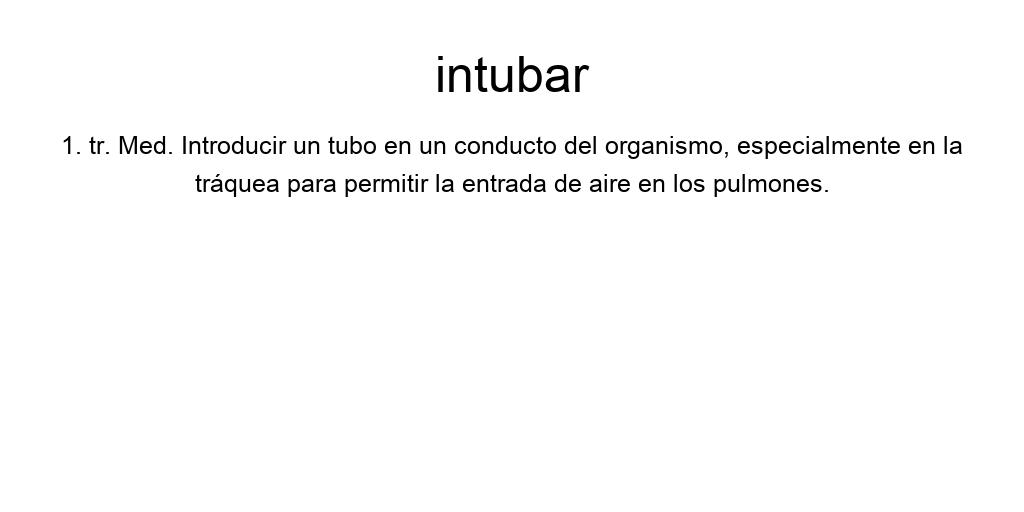 intubar
1. tr. Med. Introducir un tubo en un conducto del organismo, especialmente en la
tráquea para permitir la entrada de aire en los pulmones.